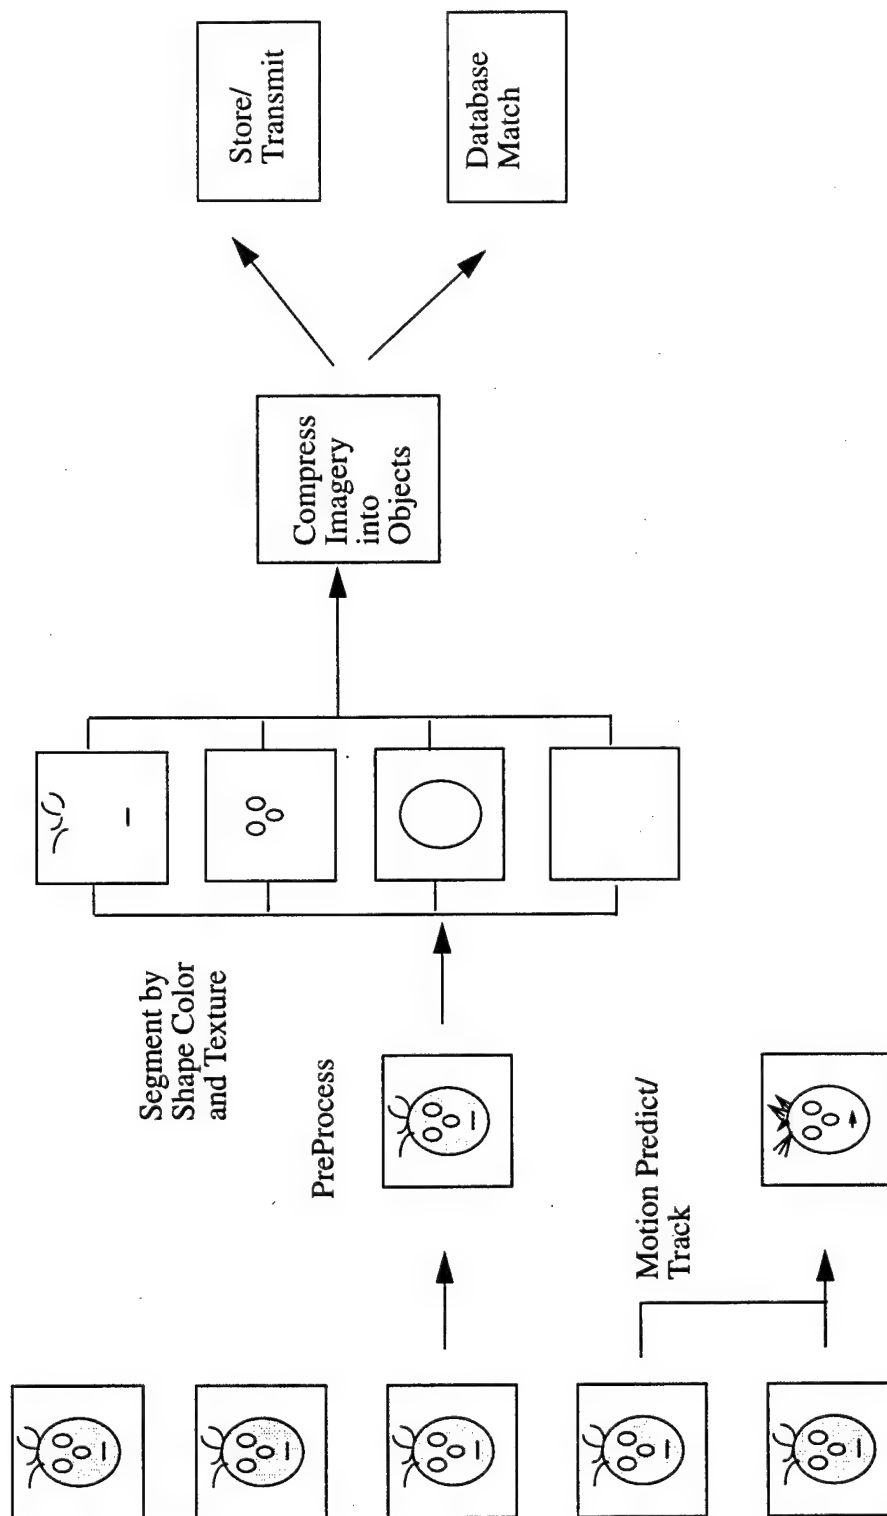 Store/
Transmit
Database
Match
Compress
Imagery
into
Objects
Segment by
Shape Color
and Texture
PreProcess
Motion Predict/
Track